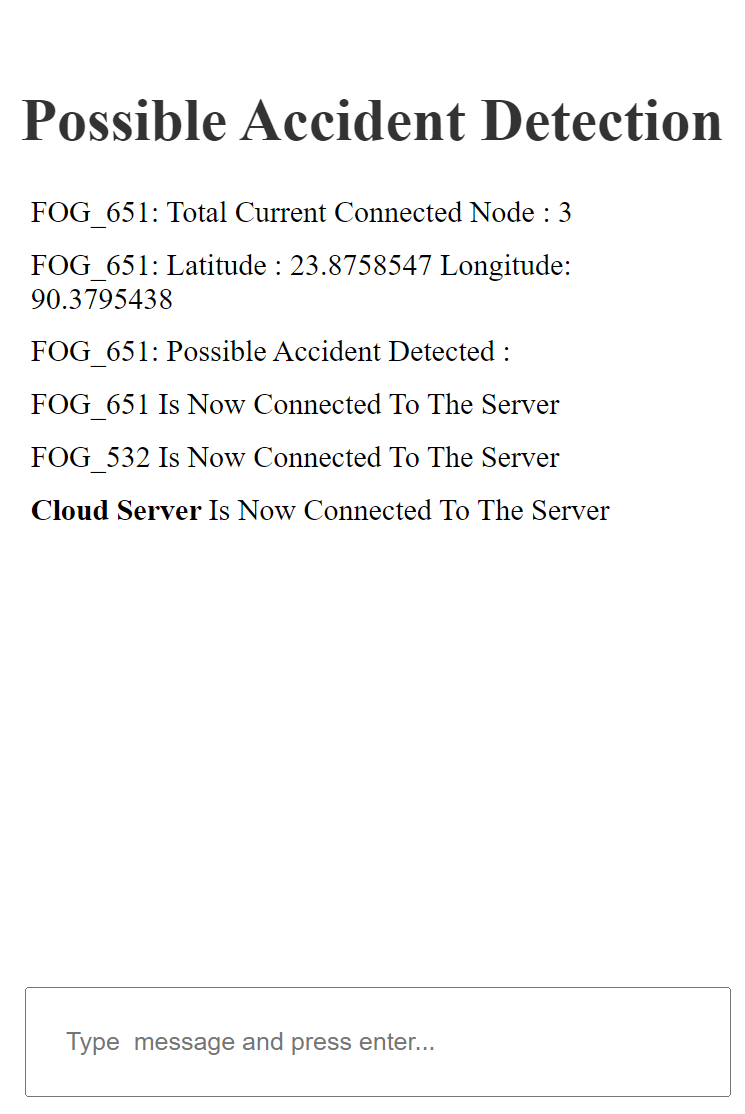 Possible Accident Detection
FOG_651: Total Current Connected Node : 3
FOG_651: Latitude : 23.8758547 Longitude:
90.3795438
FOG_651: Possible Accident Detected :
FOG_651 Is Now Connected To The Server
FOG_532 Is Now Connected To The Server
Cloud Server Is Now Connected To The Server
Type  message and press enter...